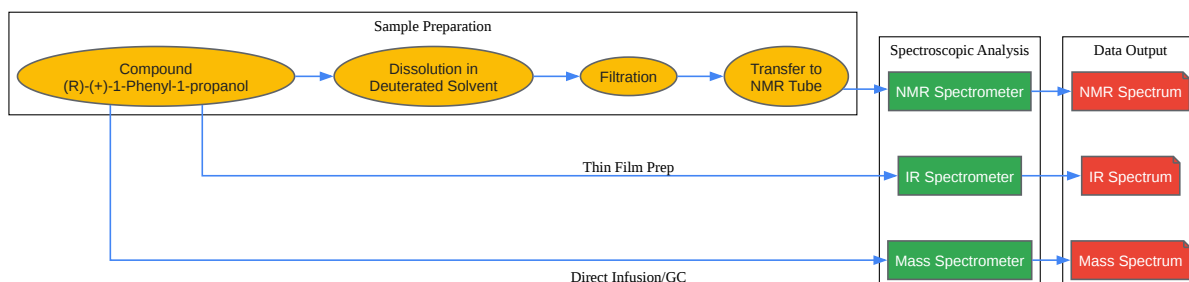 Sample Preparation
Compound
(R)-(+)-1-Phenyl-1-propanol
Dissolution in
Deuterated Solvent
Filtration
Transfer to
NMR Tube
Spectroscopic Analysis
Data Output
NMR Spectrometer
NMR Spectrum
Thin Film Prep
IR Spectrometer
IR Spectrum
Direct Infusion/GC
Mass Spectrometer
Mass Spectrum